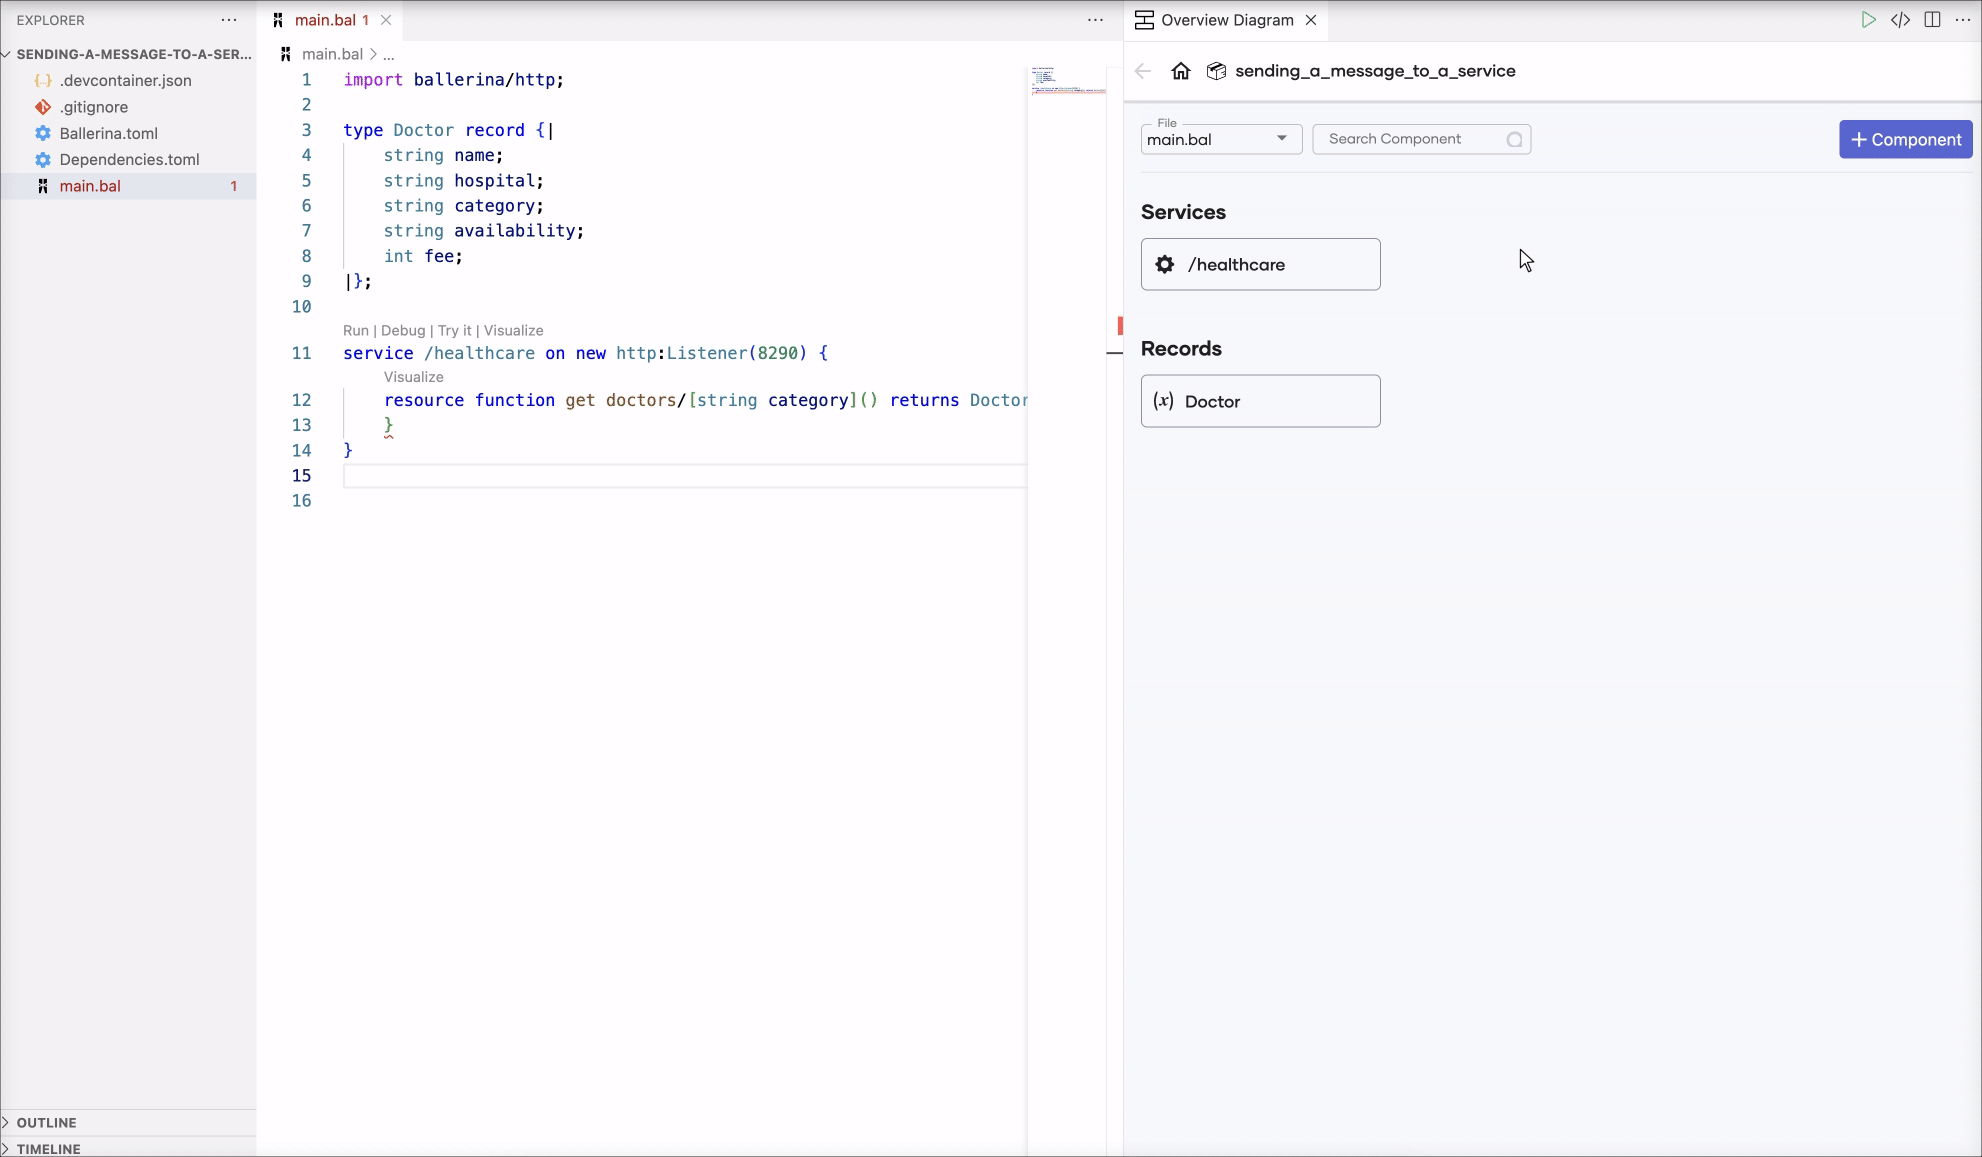 EXPLORER
SENDING-A-MESSAGE-TO-A-SER...
{..} .devcontainer.json
.gitignore
Ballerina.toml
Dependencies.toml
main.bal 1
OUTLINE
TIMELINE
main.bal 1
main.bal > ...
1 import ballerina/http;
2
3 type Doctor record {|
4 string name;
5 string hospital;
6 string category;
7 string availability;
8 int fee;
9 |};
10
Run | Debug | Try it | Visualize
11 service /healthcare on new http:Listener(8290) {
Visualize
12 resource function get doctors/[string category]() returns Doctor
13 }
14 }
15
16
Overview Diagram
sending_a_message_to_a_service
File
main.bal
Search Component
+ Component
Services
/healthcare
Records
(x) Doctor